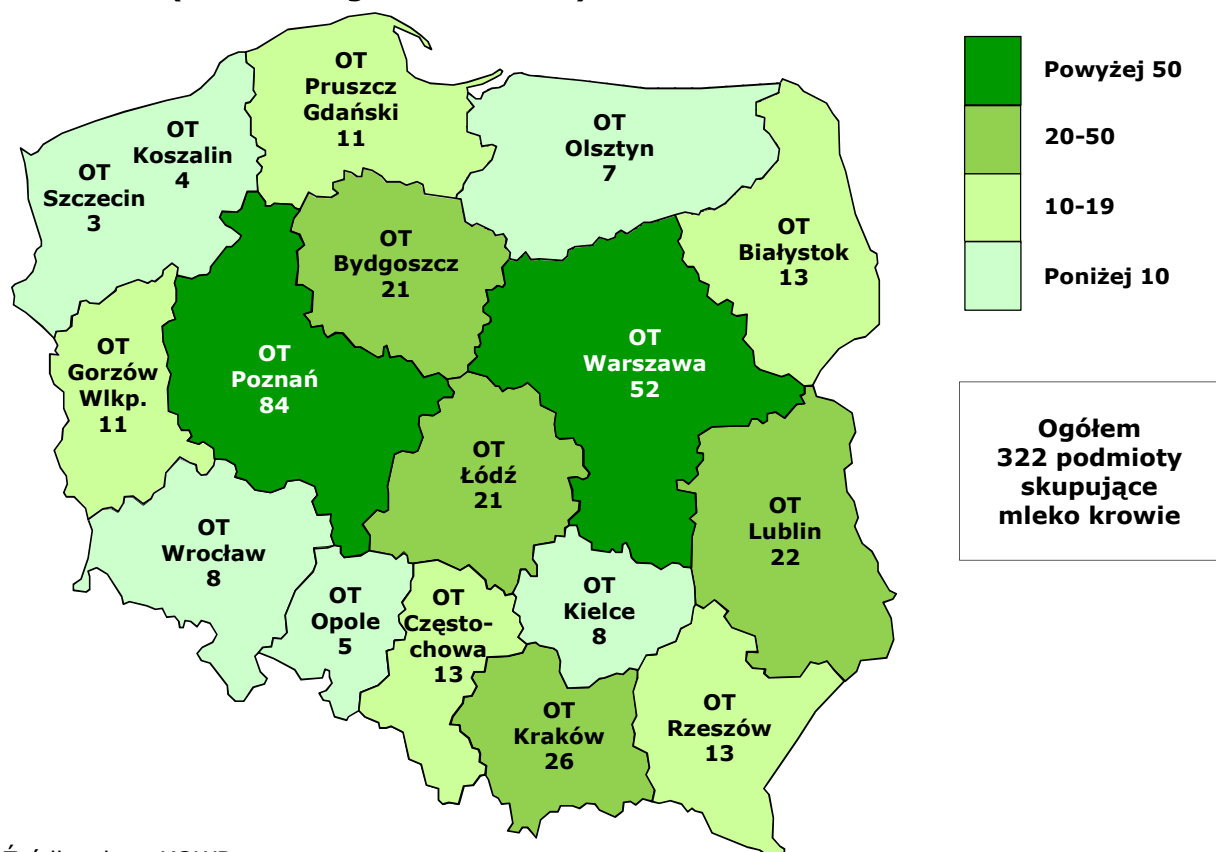 OT
Pruszcz
Gdański
11
OT
Koszalin
4
OT
Szczecin
3
OT
Olsztyn
7
OT
Białystok
13
OT
Bydgoszcz
21
OT
Gorzów
Wlkp.
11
OT
Poznań
84
OT
Warszawa
52
OT
Łódź
21
OT
Lublin
22
OT
Wrocław
8
OT
Opole
5
OT
Często-
chowa
13
OT
Kielce
8
OT
Kraków
26
OT
Rzeszów
13
Powyżej 50
20-50
10-19
Poniżej 10
Ogółem
322 podmioty
skupujące
mleko krowie